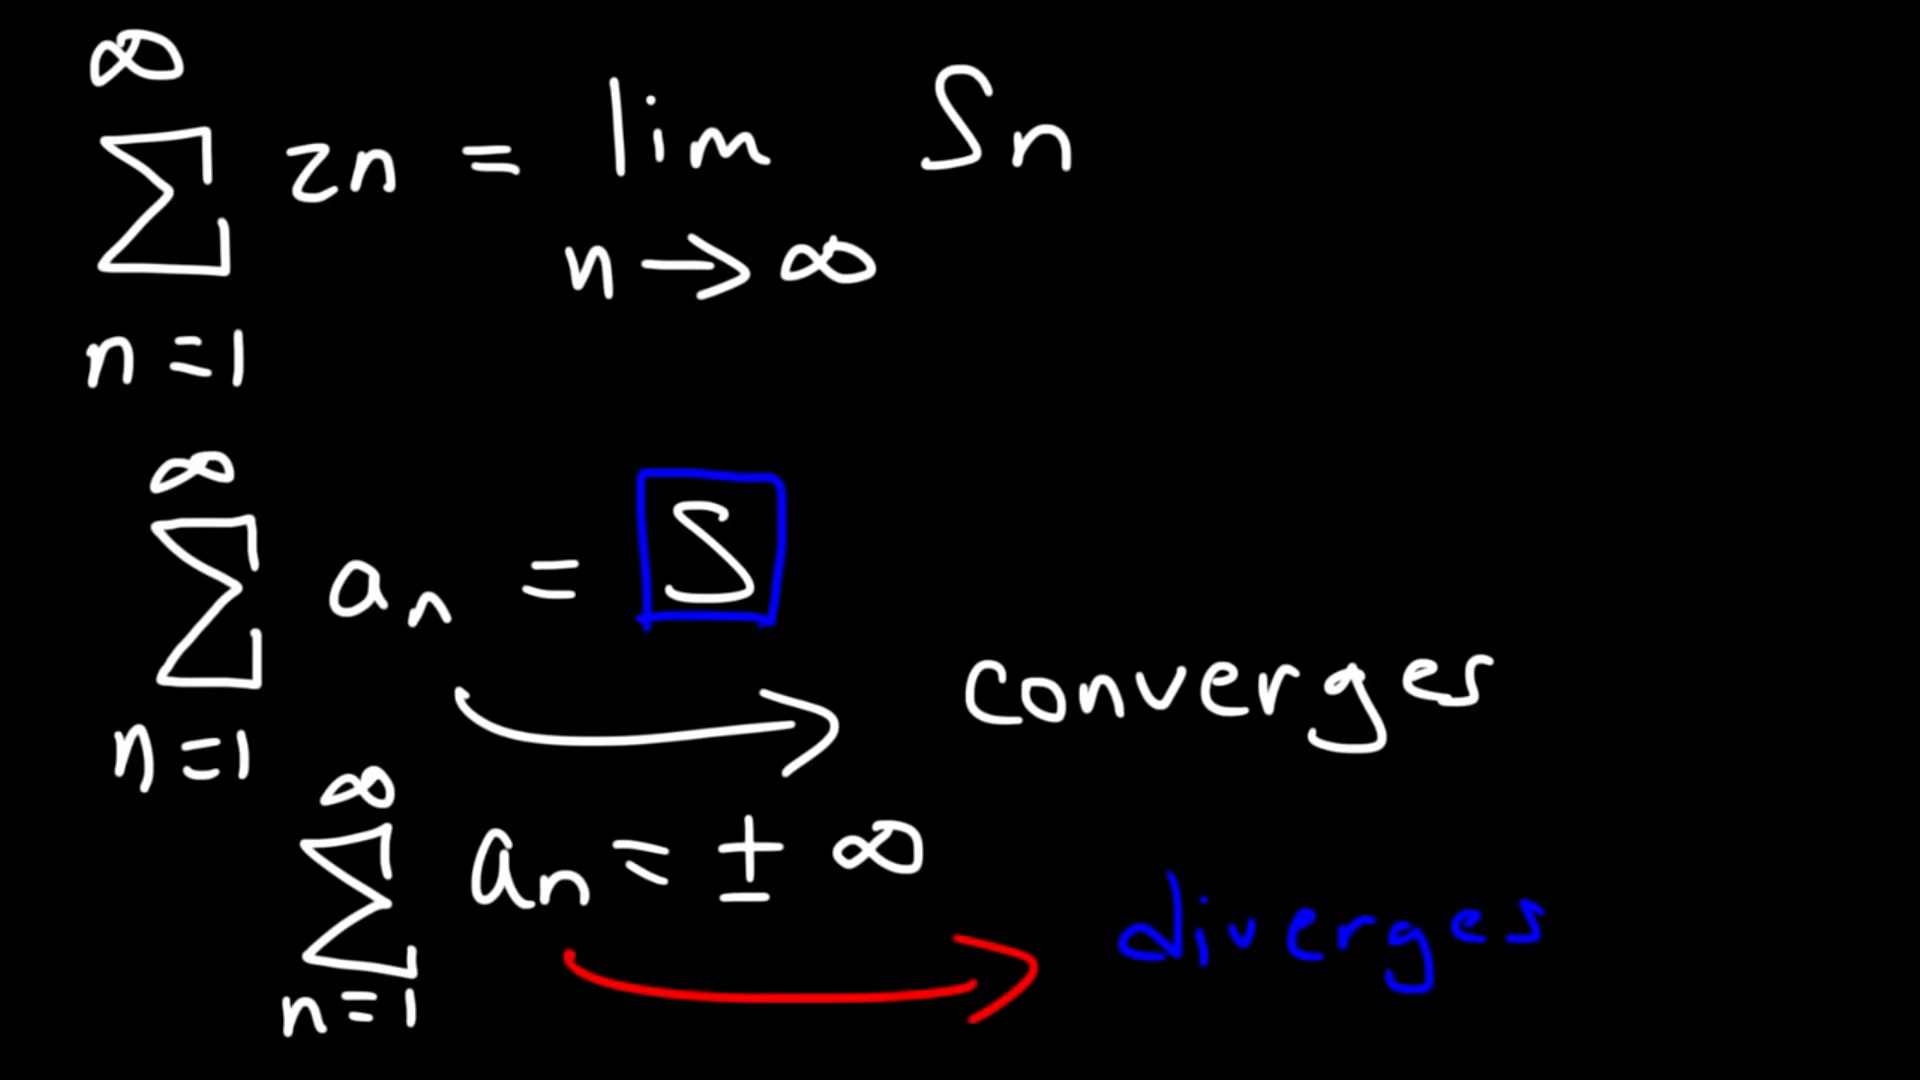 ∞
∑ 2n = lim Sn
n→∞
n=1
∞
∑ an = S
converges
n=1
∞
∑ an = ± ∞
diverges
n=1